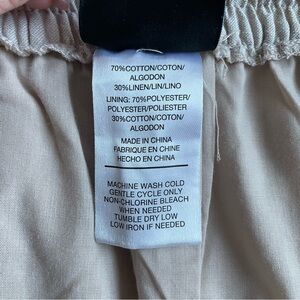 70%COTTON/COTON/
ALGODON
30%LINEN/LIN/LINO
LINING: 70%POLYESTER/
POLYESTER/POLIESTER
30%COTTON/COTON/
ALGODON
MADE IN CHINA
FABRIQUE EN CHINE
HECHO EN CHINA
MACHINE WASH COLD
GENTLE CYCLE ONLY
NON-CHLORINE BLEACH
WHEN NEEDED
TUMBLE DRY LOW
LOW IRON IF NEEDED